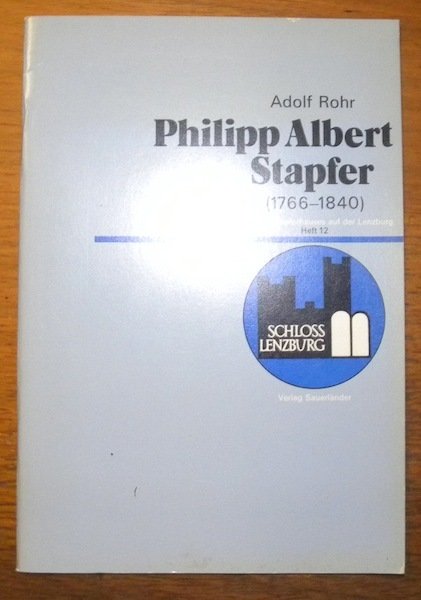 Adolf Rohr
Philipp Albert
Stapfer
(1766–1840)
auf der Lenzburg
Heft 12
SCHLOSS
LENZBURG
Verlag Sauerländer